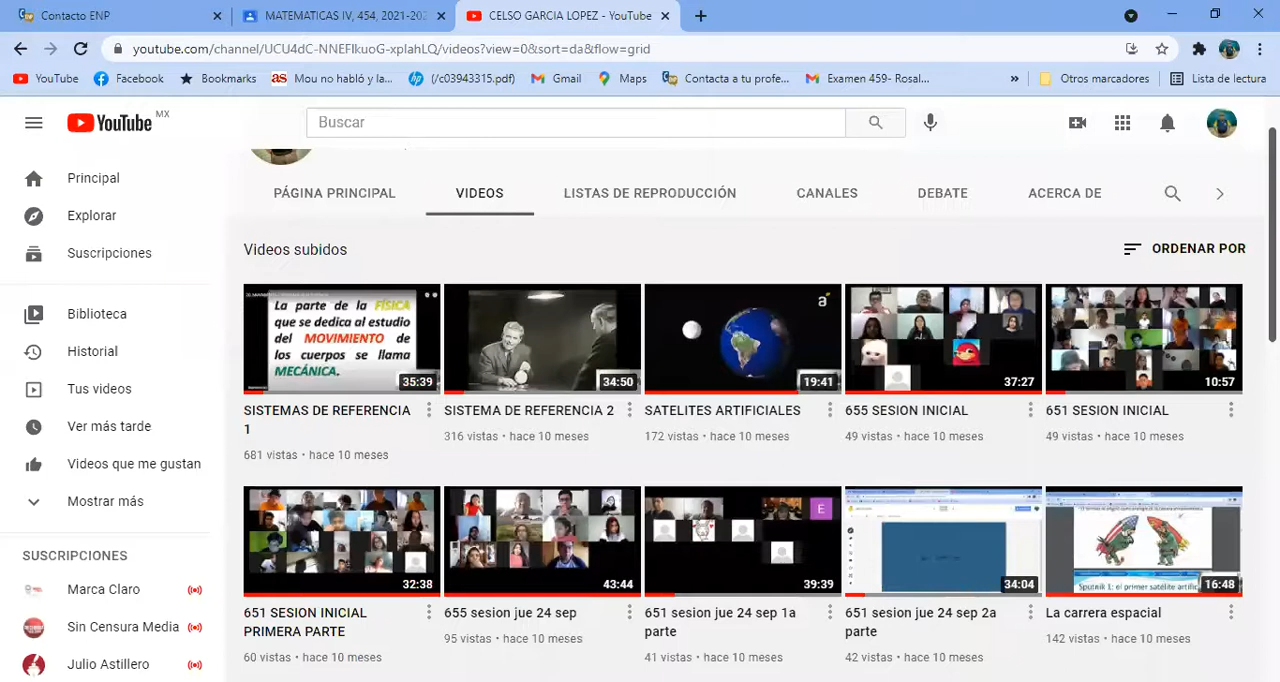 Contacto ENP
MATEMATICAS IV, 454, 2021-202
CELSO GARCIA LOPEZ - YouTube
youtube.com/channel/UCU4dC-NNEFIkuoG-xplahLQ/videos?view=0&sort=da&flow=grid
YouTube
Facebook
Bookmarks
as
Mou no habló y la...
(/c03943315.pdf)
Gmail
Maps
Contacta a tu profe...
Examen 459- Rosal...
»
Otros marcadores
Lista de lectura
YouTube MX
Buscar
Principal
Explorar
Suscripciones
Biblioteca
Historial
Tus videos
Ver más tarde
Videos que me gustan
Mostrar más
SUSCRIPCIONES
Marca Claro
Sin Censura Media
Julio Astillero
PÁGINA PRINCIPAL
VIDEOS
LISTAS DE REPRODUCCIÓN
CANALES
DEBATE
ACERCA DE
Videos subidos
ORDENAR POR
La parte de la FÍSICA
que se dedica al estudio
del MOVIMIENTO de
los cuerpos se llama
MECÁNICA.
35:39
SISTEMAS DE REFERENCIA
1
681 vistas • hace 10 meses
34:50
SISTEMA DE REFERENCIA 2
316 vistas • hace 10 meses
a
19:41
SATELITES ARTIFICIALES
172 vistas • hace 10 meses
37:27
655 SESION INICIAL
49 vistas • hace 10 meses
10:57
651 SESION INICIAL
49 vistas • hace 10 meses
32:38
651 SESION INICIAL
PRIMERA PARTE
60 vistas • hace 10 meses
43:44
655 sesion jue 24 sep
95 vistas • hace 10 meses
E
39:39
651 sesion jue 24 sep 1a
parte
41 vistas • hace 10 meses
34:04
651 sesion jue 24 sep 2a
parte
42 vistas • hace 10 meses
Sputnik 1: el primer satélite artific
16:48
La carrera espacial
142 vistas • hace 10 meses